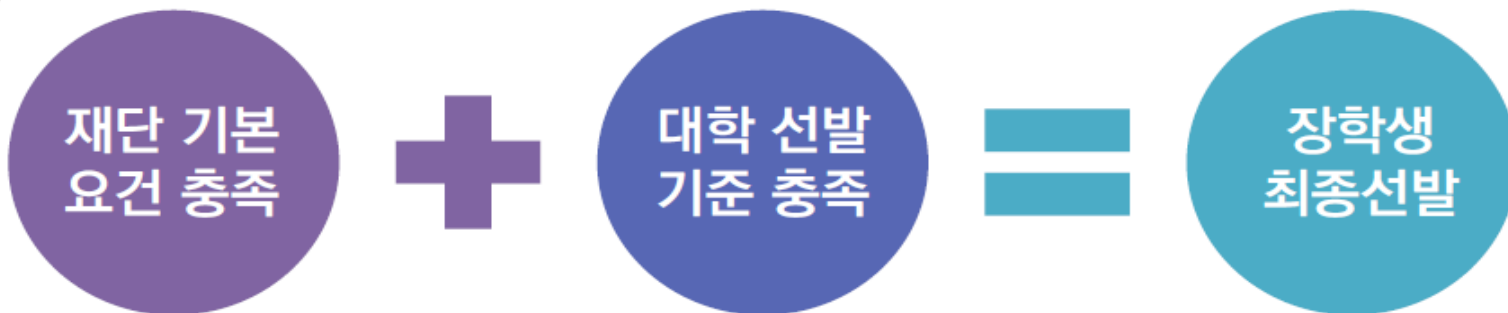 재단 기본
요건 충족
대학 선발
기준 충족
장학생
최종선발